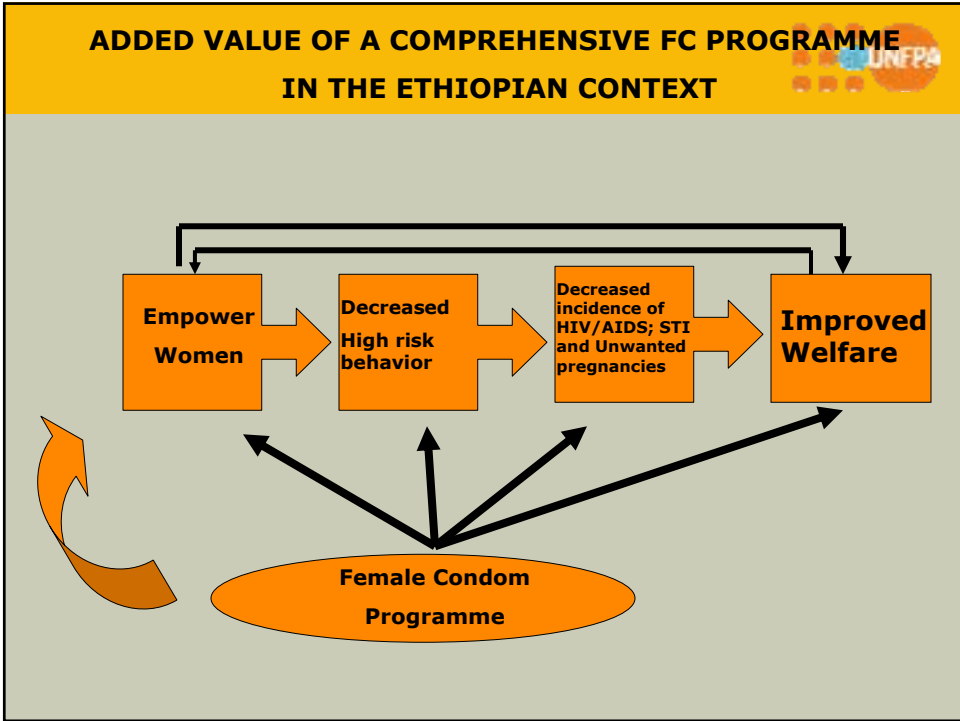 ADDED VALUE OF A COMPREHENSIVE FC PROGRAMME
IN THE ETHIOPIAN CONTEXT
UNFPA
Empower
Women
Decreased
High risk
behavior
Decreased
incidence of
HIV/AIDS; STI
and Unwanted
pregnancies
Improved
Welfare
Female Condom
Programme